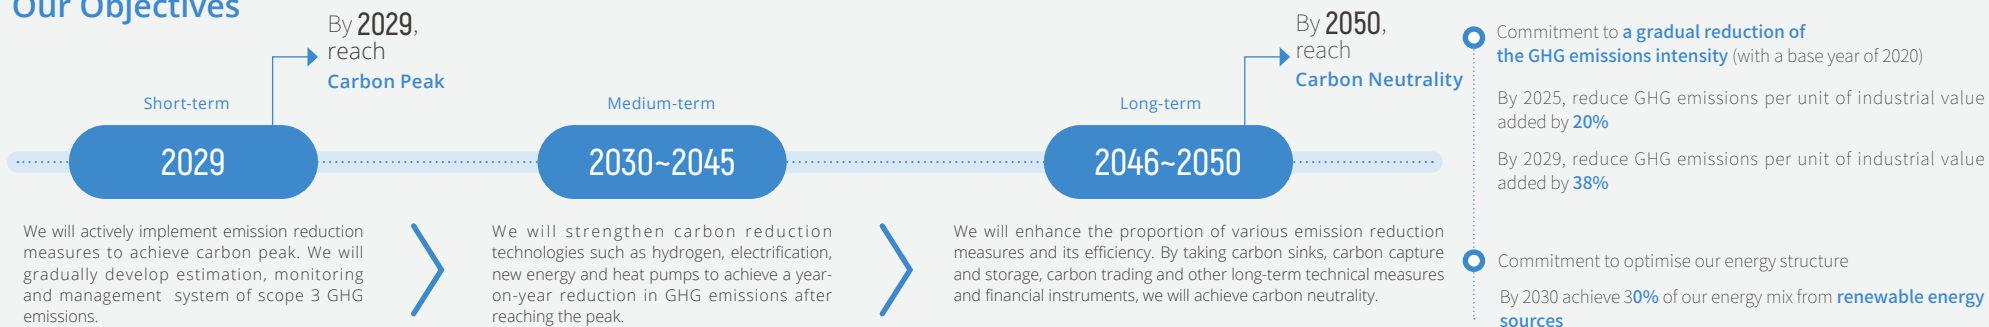 Our Objectives
By 2029,
reach
Carbon Peak
Short-term
2029
We will actively implement emission reduction
measures to achieve carbon peak. We will
gradually develop estimation, monitoring
and management system of scope 3 GHG
emissions.
Medium-term
2030~2045
We will strengthen carbon reduction
technologies such as hydrogen, electrification,
new energy and heat pumps to achieve a year-
on-year reduction in GHG emissions after
reaching the peak.
By 2050,
reach
Carbon Neutrality
Long-term
2046~2050
We will enhance the proportion of various emission reduction
measures and its efficiency. By taking carbon sinks, carbon capture
and storage, carbon trading and other long-term technical measures
and financial instruments, we will achieve carbon neutrality.
Commitment to a gradual reduction of
the GHG emissions intensity (with a base year of 2020)
By 2025, reduce GHG emissions per unit of industrial value
added by 20%
By 2029, reduce GHG emissions per unit of industrial value
added by 38%
Commitment to optimise our energy structure
By 2030 achieve 30% of our energy mix from renewable energy
sources